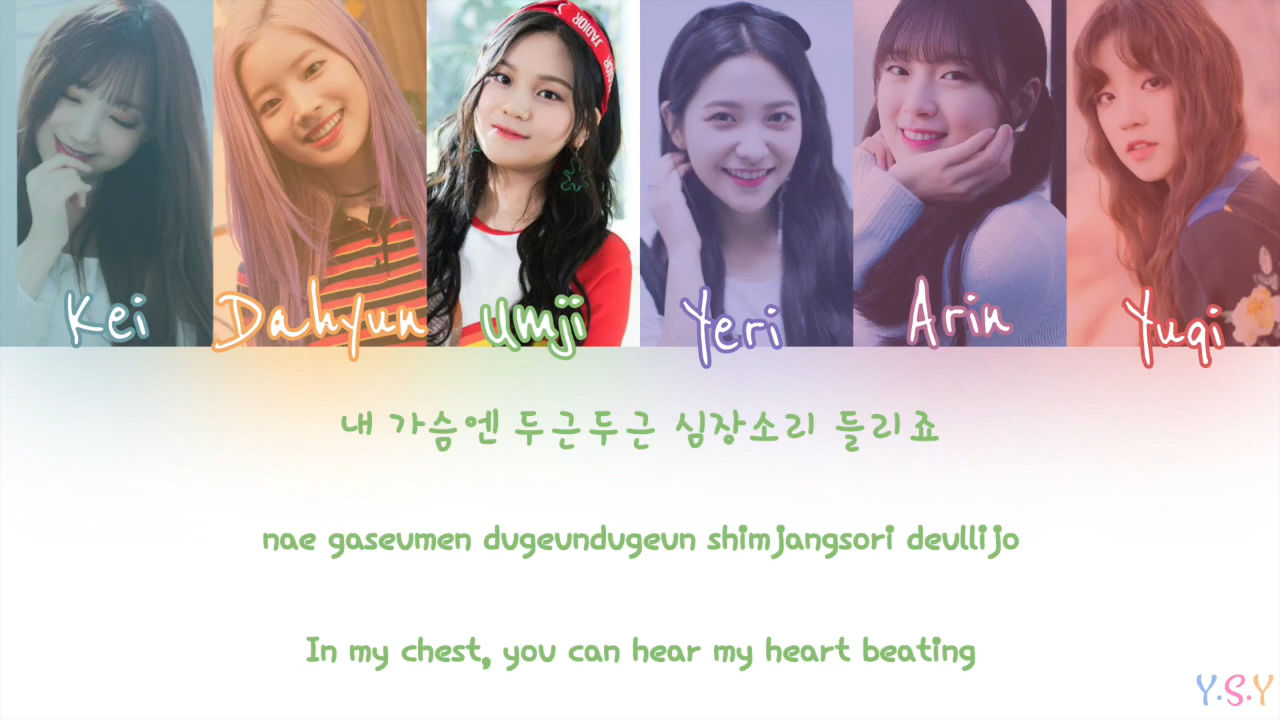 JADIOR
Kei Dahyun Umji Yeri Arin Yuqi
내 가슴엔 두근두근 심장소리 들리죠
nae gaseumen dugeundugeun shimjangsori deullijo
In my chest, you can hear my heart beating
Y.S.Y